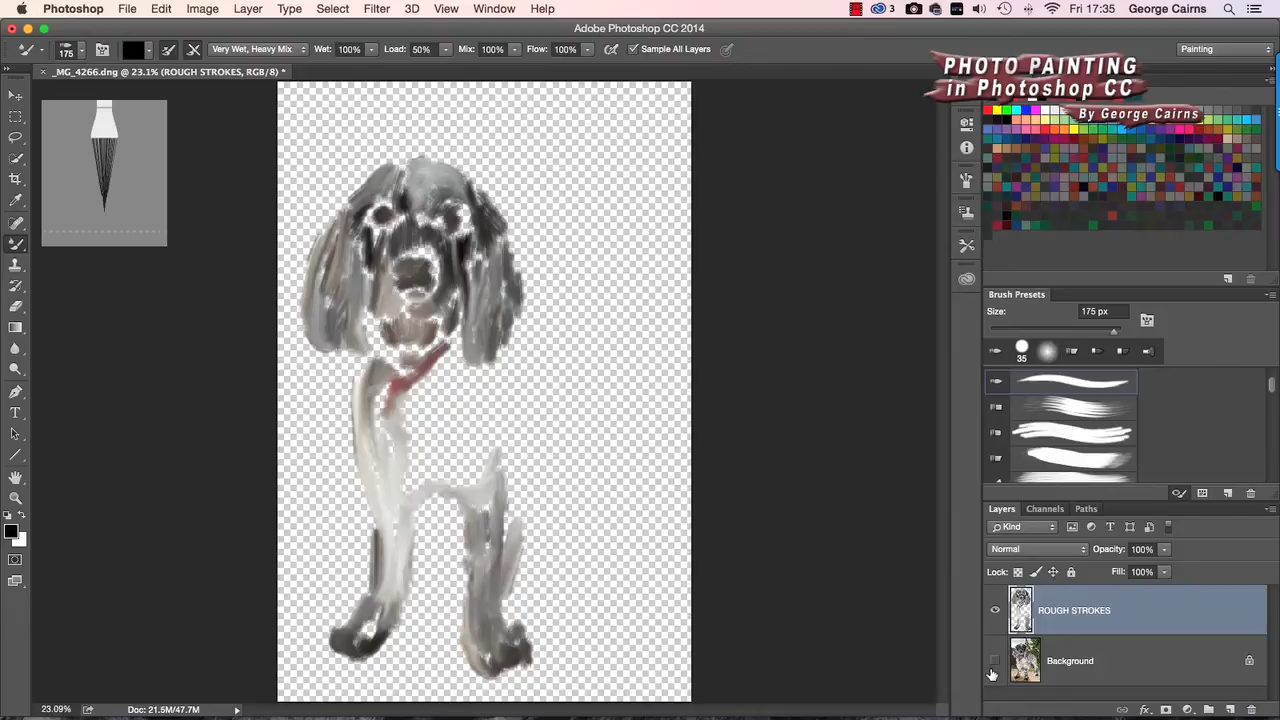 Photoshop File Edit Image Layer Type Select Filter 3D View Window Help 3 Fri 17:35 George Cairns
Adobe Photoshop CC 2014
175 Very Wet, Heavy Mix Wet: 100% Load: 50% Mix: 100% Flow: 100% Sample All Layers Painting
_MG_4266.dng @ 23.1% (ROUGH STROKES, RGB/8) *
PHOTO PAINTING
in Photoshop CC
By George Cairns
Brush Presets
Size: 175 px
35
Layers Channels Paths
Kind
Normal Opacity: 100%
Lock: Fill: 100%
ROUGH STROKES
Background
23.09% Doc: 21.5M/47.7M